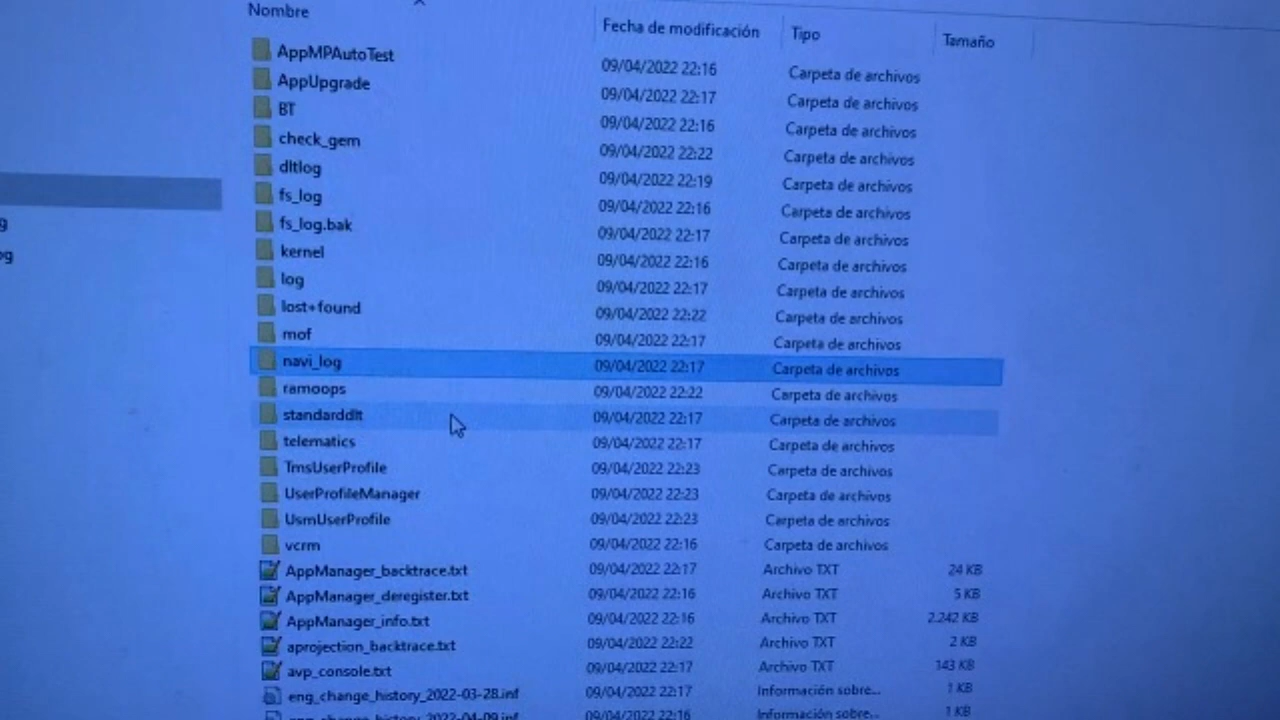 Nombre Fecha de modificación Tipo Tamaño
AppMPAutoTest 09/04/2022 22:16 Carpeta de archivos
AppUpgrade 09/04/2022 22:17 Carpeta de archivos
BT 09/04/2022 22:16 Carpeta de archivos
check_gem 09/04/2022 22:22 Carpeta de archivos
dltlog 09/04/2022 22:19 Carpeta de archivos
fs_log 09/04/2022 22:16 Carpeta de archivos
fs_log.bak 09/04/2022 22:17 Carpeta de archivos
kernel 09/04/2022 22:16 Carpeta de archivos
log 09/04/2022 22:17 Carpeta de archivos
lost+found 09/04/2022 22:22 Carpeta de archivos
mof 09/04/2022 22:17 Carpeta de archivos
navi_log 09/04/2022 22:17 Carpeta de archivos
ramoops 09/04/2022 22:22 Carpeta de archivos
standarddlt 09/04/2022 22:17 Carpeta de archivos
telematics 09/04/2022 22:17 Carpeta de archivos
TmsUserProfile 09/04/2022 22:23 Carpeta de archivos
UserProfileManager 09/04/2022 22:23 Carpeta de archivos
UsmUserProfile 09/04/2022 22:23 Carpeta de archivos
vcrm 09/04/2022 22:16 Carpeta de archivos
AppManager_backtrace.txt 09/04/2022 22:17 Archivo TXT 24 KB
AppManager_deregister.txt 09/04/2022 22:16 Archivo TXT 5 KB
AppManager_info.txt 09/04/2022 22:16 Archivo TXT 2.242 KB
aprojection_backtrace.txt 09/04/2022 22:22 Archivo TXT 2 KB
avp_console.txt 09/04/2022 22:17 Archivo TXT 143 KB
eng_change_history_2022-03-28.inf 09/04/2022 22:17 Información sobre... 1 KB
eng_change_history_2022-04-09.inf 09/04/2022 22:16 Información sobre... 1 KB